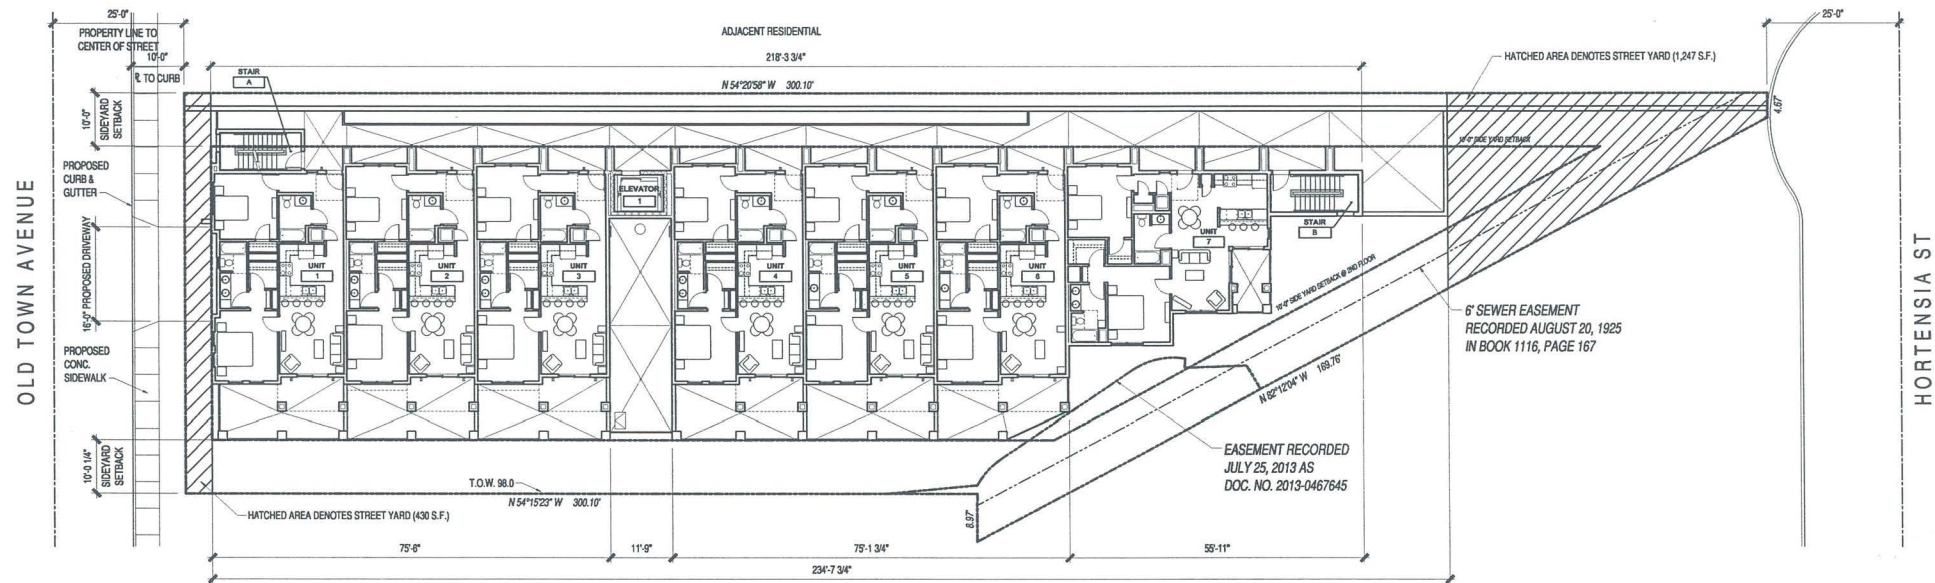 25'-0"
PROPERTY LINE TO
CENTER OF STREET
10'-0"
℄ TO CURB
ADJACENT RESIDENTIAL
218'-3 3/4"
N 54°20'58" W 300.10'
25'-0"
HATCHED AREA DENOTES STREET YARD (1,247 S.F.)
4.67'
STAIR
A
10'-0"
SIDEYARD
SETBACK
10'-0" SIDE YARD SETBACK
PROPOSED
CURB &
GUTTER
OLD TOWN AVENUE
16'-0" PROPOSED DRIVEWAY
PROPOSED
CONC.
SIDEWALK
10'-0 1/4"
SIDEYARD
SETBACK
ELEVATOR
1
UNIT
1
UNIT
2
UNIT
3
UNIT
4
UNIT
5
UNIT
6
UNIT
7
STAIR
B
10'-0" SIDE YARD SETBACK @ 2ND FLOOR
6' SEWER EASEMENT
RECORDED AUGUST 20, 1925
IN BOOK 1116, PAGE 167
HORTENSIA ST
N 82°12'04" W 169.76'
EASEMENT RECORDED
JULY 25, 2013 AS
DOC. NO. 2013-0467645
T.O.W. 98.0
N 54°15'23" W 300.10'
8.97'
HATCHED AREA DENOTES STREET YARD (430 S.F.)
75'-6"
11'-9"
75'-1 3/4"
55'-11"
234'-7 3/4"